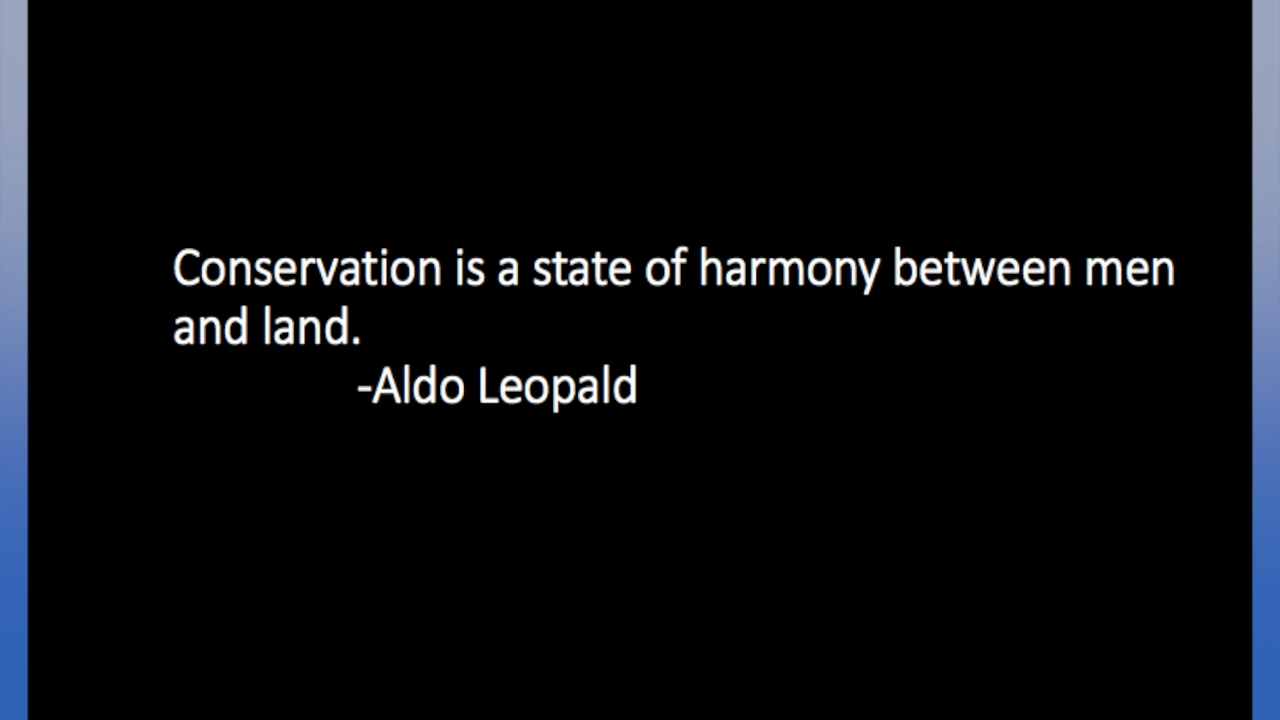 Conservation is a state of harmony between men
and land.
-Aldo Leopald